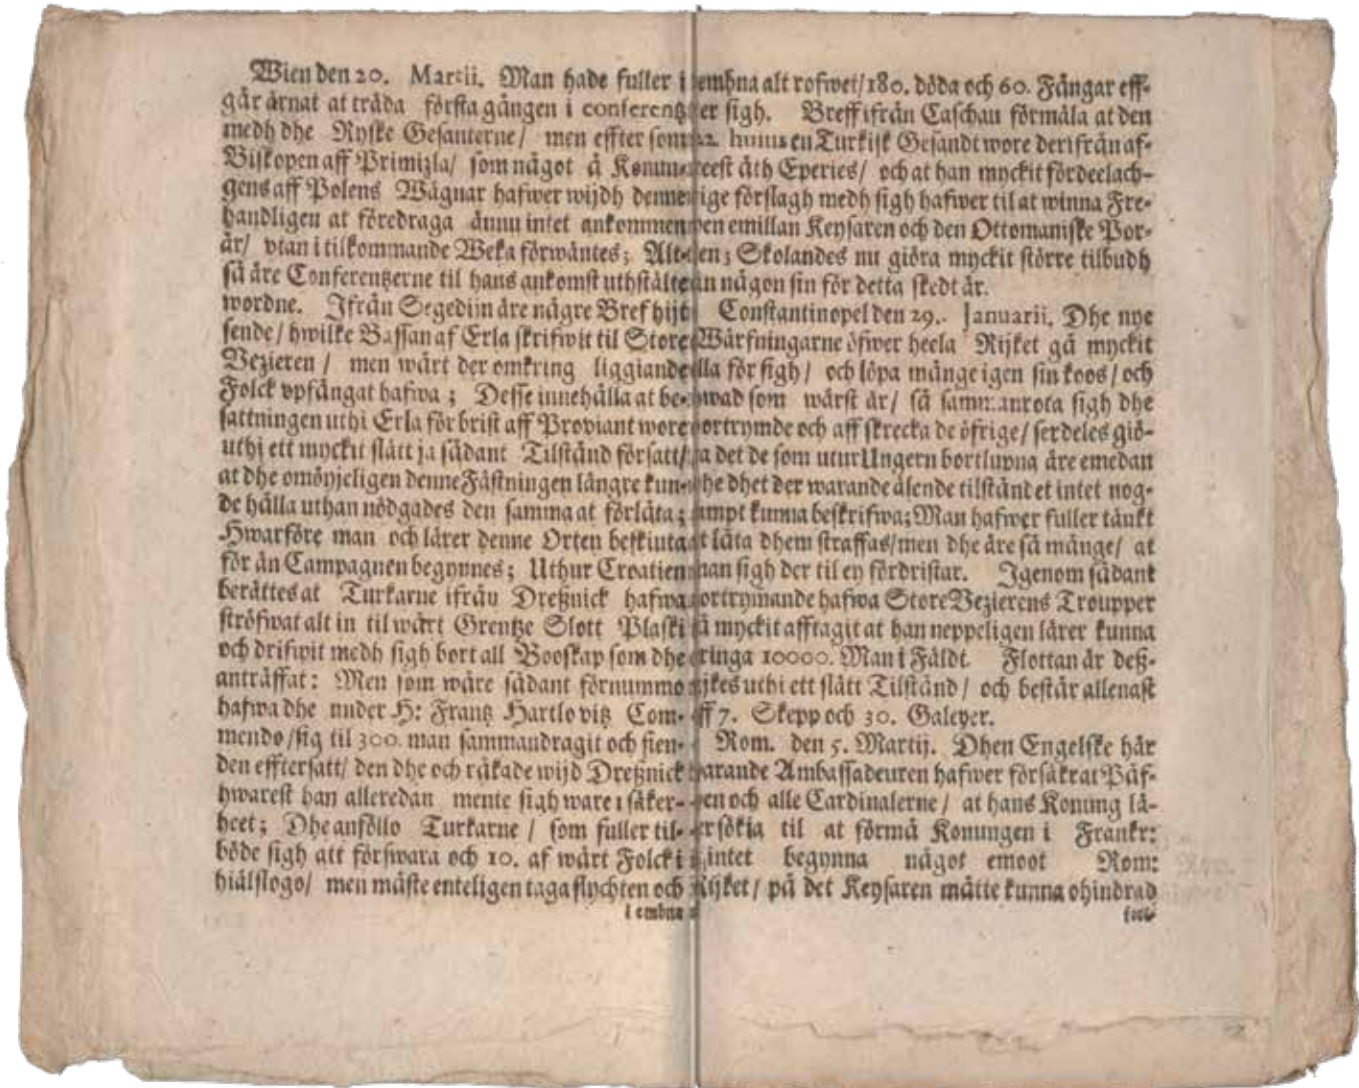 Wien den 20. Martii. Man hade fuller i
går ärnat at träda första gången i conferentz
medh dhe Ryske Gesanterne/ men effter som
Biskopen aff Primizla/ som något å Konun-
gens aff Polens Wägnar hafwer wijdh denne
handligen at föredraga ännu intet ankommen
är/ vtan i tilkommande Weka förwäntes; Alt-
så äre Conferentzerne til hans ankomst uthstälte
wordne. Ifrån Segedijn äre någre Bref hijt
sende/ hwilke Bassan af Erla skrifwit til Store
Vezieren/ men wårt der omkring liggiande
Folck vpfångat hafwa; Desse innehålla at be-
sattningen uthi Erla för brist aff Proviant wore
uthi ett myckit slätt ja sådant Tilstånd försatt/
at dhe omöyjeligen denne Fästningen längre kun-
de hålla uthan nödgades den samma at förläta;
Hwarföre man och lärer denne Orten beskiuta
för än Campagnen begynnes; Uthur Croatien
berättes at Turkarne ifrån Dreßnick hafwa
ströfwat alt in til wårt Grentze Slott Plaski
och drifwit medh sigh bort all Booskap som dhe
anträffat: Men som wåre sådant förnummo
hafwa dhe under H: Frantz Hartlovitz Com-
mendo/ sig til 300. man sammandragit och fien-
den efftersatt/ den dhe och råkade wijd Dreßnick
hwarest han alleredan mente sigh ware i säker-
heet; Dhe anföllo Turkarne/ som fuller til-
böde sigh att förswara och 10. af wårt Folck i
hiälslogo/ men måste enteligen taga flychten och
i embna
embna alt rofwet/ 180. döda och 60. Fångar eff-
er sigh. Breff ifrån Caschau förmäla at den
22. huius en Turkisk Gesandt wore derifrån af-
reest åth Eperies/ och at han myckit fördeelach-
tige förslagh medh sigh hafwer til at winna Fre-
den emillan Keysaren och den Ottomaniske Por-
ten; Skolandes nu giöra myckit större tilbudh
än någon sin för detta skedt är.
Constantinopel den 29. Januarii. Dhe nye
Wärfningarne öfwer heela Rijket gå myckit
illa för sigh/ och löpa månge igen sin koos/ och
hwad som wärst är/ så sammanrota sigh dhe
bortrymde och aff skrecka de öfrige/ serdeles giö-
ra det de som utur Ungern bortlupna äre emedan
dhe dhet der warande älende tilståndet intet nog-
sampt kunna beskrifwa; Man hafwer fuller tänkt
at låta dhem straffas/ men dhe äre så månge/ at
man sigh der til ey fördristar. Igenom sådant
bortrymande hafwa Store Vezierens Troupper
så myckit afftagit at han neppeligen lärer kunna
bringa 10000. Man i Fäldt. Flottan är deß-
lijkes uthi ett slätt Tilstånd/ och består allenast
aff 7. Skepp och 30. Galeyer.
Rom. den 5. Martij. Dhen Engelske här
warande Ambassadeuren hafwer försäkrat Påf-
wen och alle Cardinalerne/ at hans Konung lä-
rer sökia til at förmå Konungen i Frankr:
intet begynna något emoot Rom:
Rijket/ på det Keysaren måtte kunna ohindrad